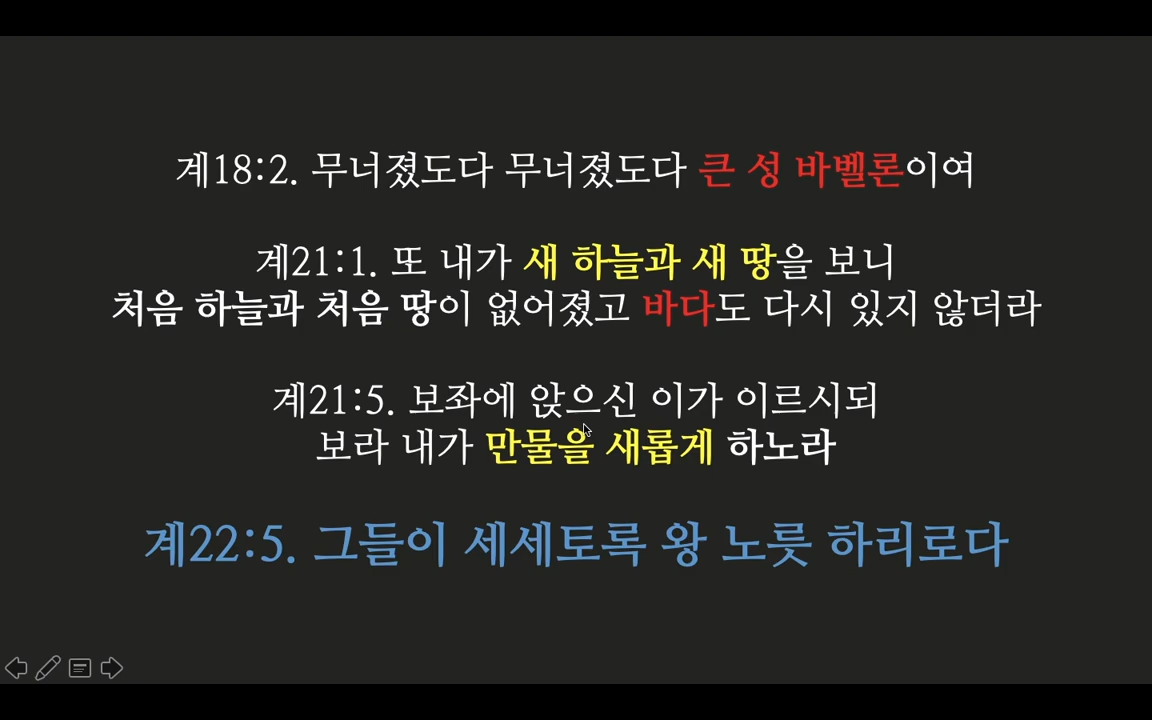 계18:2. 무너졌도다 무너졌도다 큰 성 바벨론이여
계21:1. 또 내가 새 하늘과 새 땅을 보니
처음 하늘과 처음 땅이 없어졌고 바다도 다시 있지 않더라
계21:5. 보좌에 앉으신 이가 이르시되
보라 내가 만물을 새롭게 하노라
계22:5. 그들이 세세토록 왕 노릇 하리로다